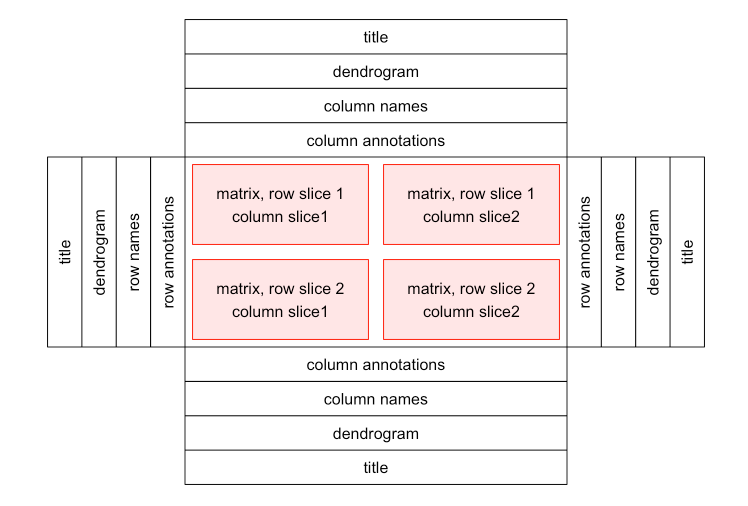 title
dendrogram
column names
column annotations
title
dendrogram
row names
row annotations
matrix, row slice 1
column slice1
matrix, row slice 1
column slice2
matrix, row slice 2
column slice1
matrix, row slice 2
column slice2
row annotations
row names
dendrogram
title
column annotations
column names
dendrogram
title